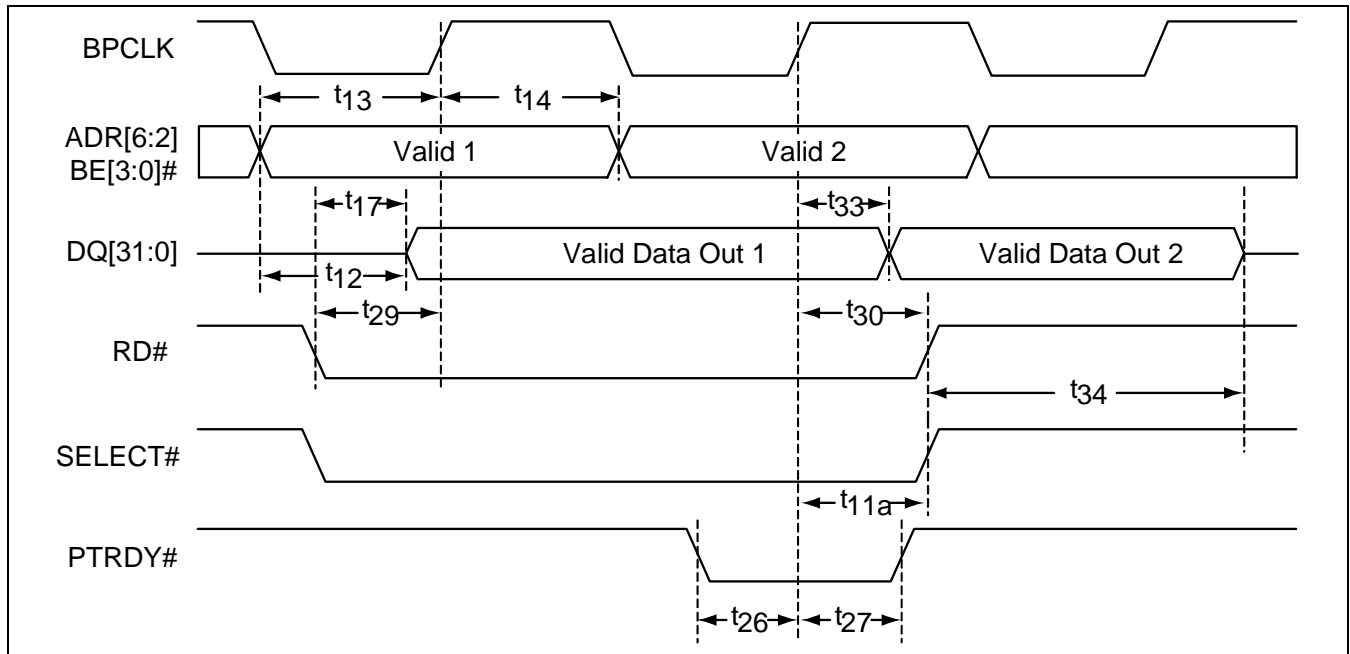 BPCLK
t13 t14
ADR[6:2]
BE[3:0]#
Valid 1 Valid 2
t17 t33
DQ[31:0] Valid Data Out 1 Valid Data Out 2
t12
t29 t30
RD#
t34
SELECT#
t11a
PTRDY#
t26 t27